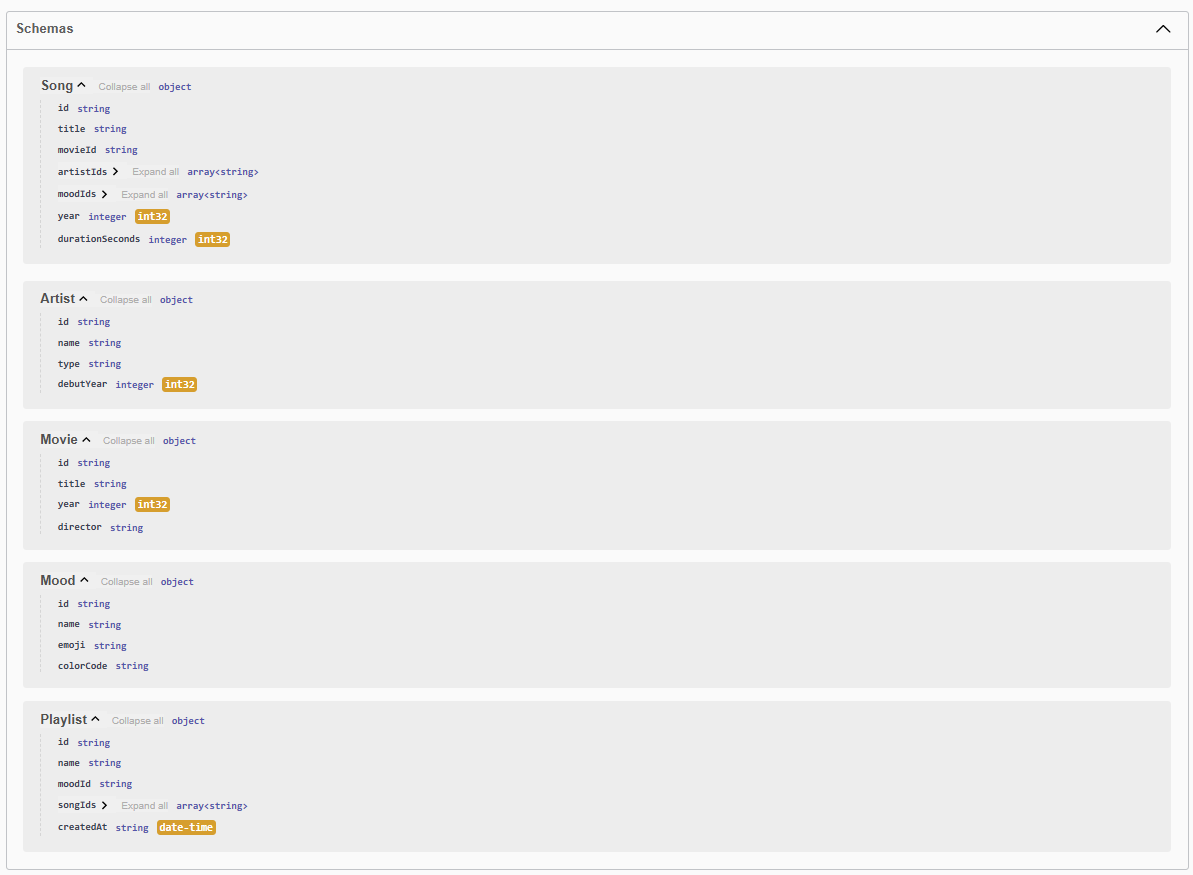 Schemas
Song Collapse all object
id string
title string
movieId string
artistIds Expand all array<string>
moodIds Expand all array<string>
year integer int32
durationSeconds integer int32
Artist Collapse all object
id string
name string
type string
debutYear integer int32
Movie Collapse all object
id string
title string
year integer int32
director string
Mood Collapse all object
id string
name string
emoji string
colorCode string
Playlist Collapse all object
id string
name string
moodId string
songIds Expand all array<string>
createdAt string date-time